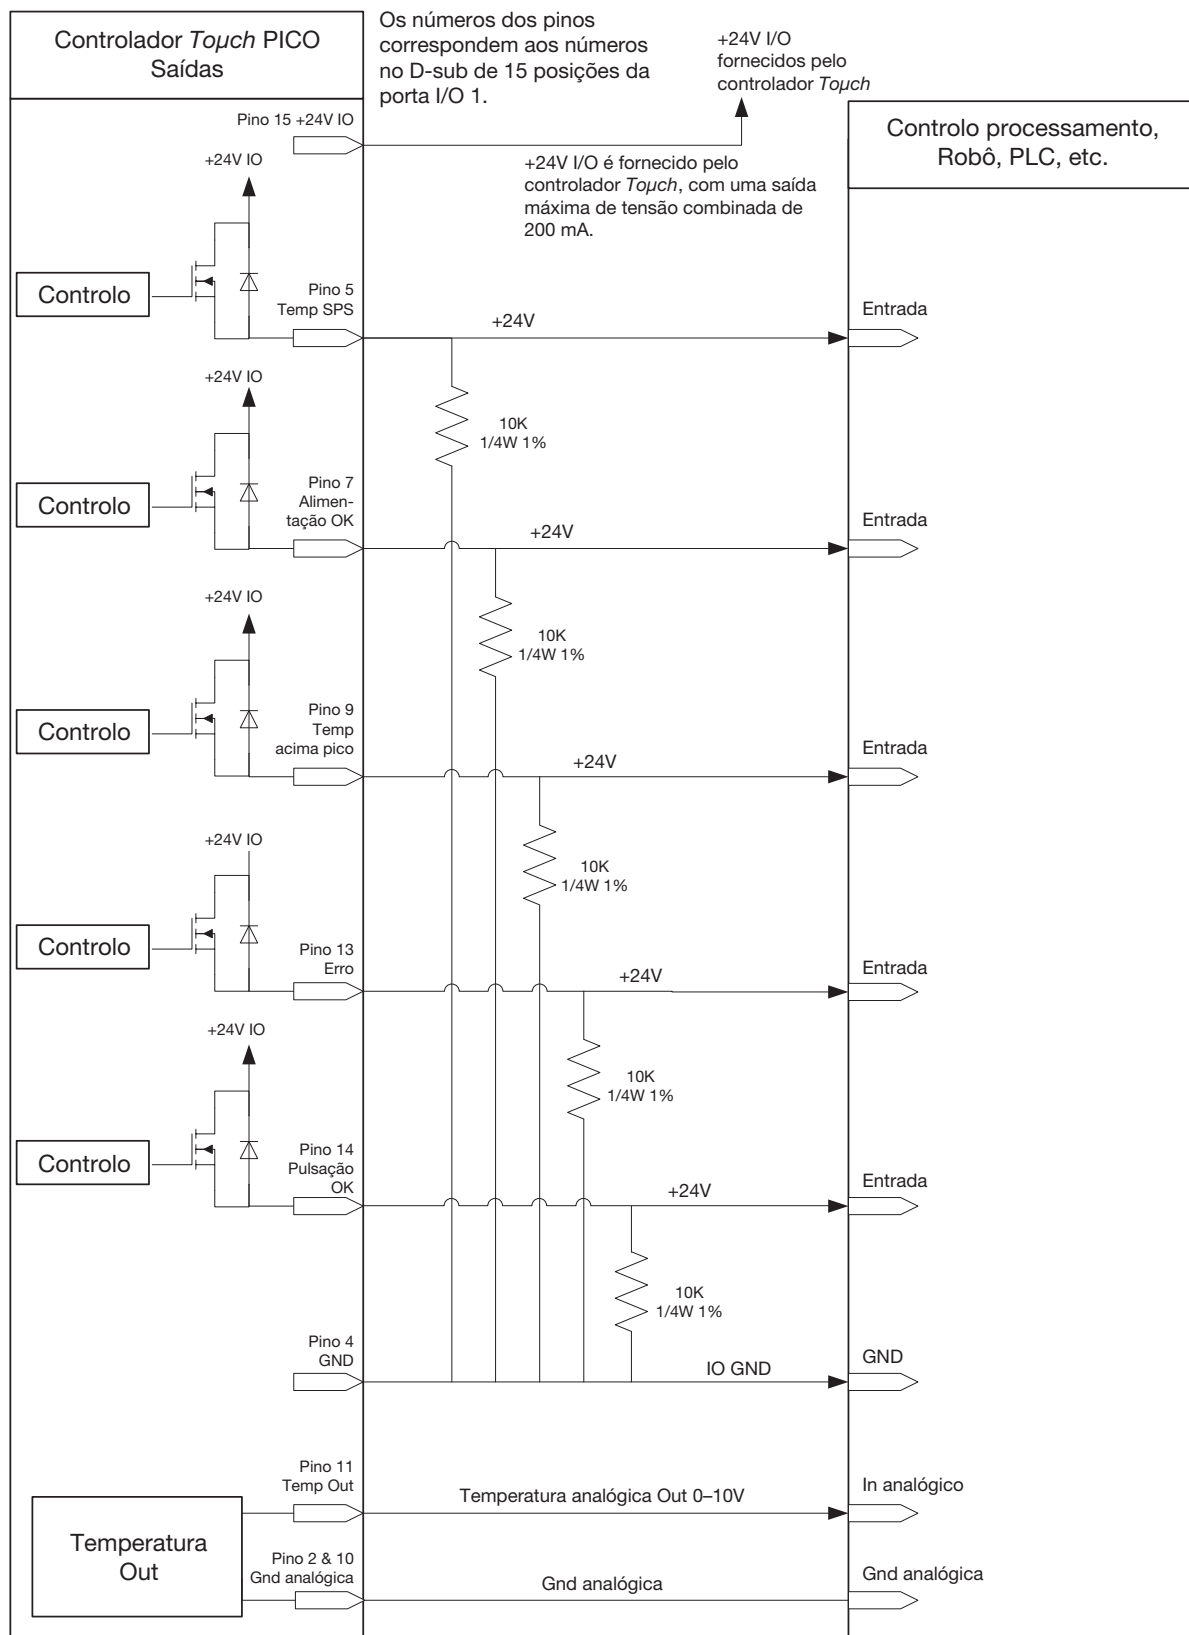 Controlador Toµch PICO
Saídas
Os números dos pinos
correspondem aos números
no D-sub de 15 posições da
porta I/O 1.
+24V I/O
fornecidos pelo
controlador Toµch
Controlo processamento,
Robô, PLC, etc.
Pino 15 +24V IO
+24V I/O é fornecido pelo
controlador Toµch, com uma saída
máxima de tensão combinada de
200 mA.
+24V IO
Controlo
Pino 5
Temp SPS
+24V
Entrada
10K
1/4W 1%
+24V IO
Controlo
Pino 7
Alimen-
tação OK
+24V
Entrada
10K
1/4W 1%
+24V IO
Controlo
Pino 9
Temp
acima pico
+24V
Entrada
10K
1/4W 1%
+24V IO
Controlo
Pino 13
Erro
+24V
Entrada
10K
1/4W 1%
+24V IO
Controlo
Pino 14
Pulsação
OK
+24V
Entrada
10K
1/4W 1%
Pino 4
GND
IO GND
GND
Pino 11
Temp Out
Temperatura analógica Out 0–10V
In analógico
Temperatura
Out
Pino 2 & 10
Gnd analógica
Gnd analógica
Gnd analógica